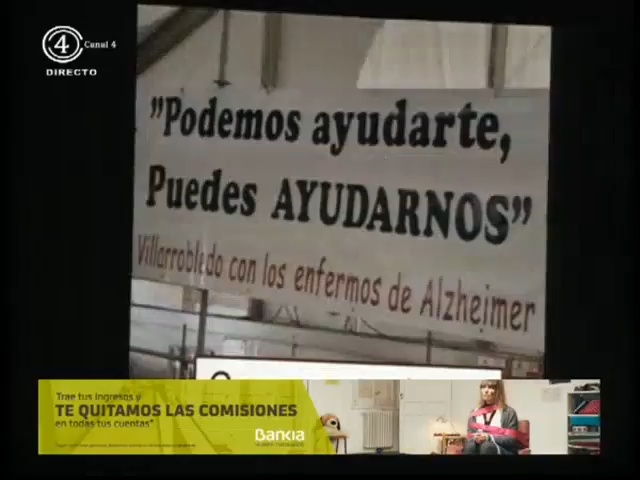 4
Canal 4
DIRECTO
"Podemos ayudarte,
Puedes AYUDARNOS"
Villarrobledo con los enfermos de Alzheimer
Trae tus ingresos y
TE QUITAMOS LAS COMISIONES
en todas tus cuentas*
Bankia